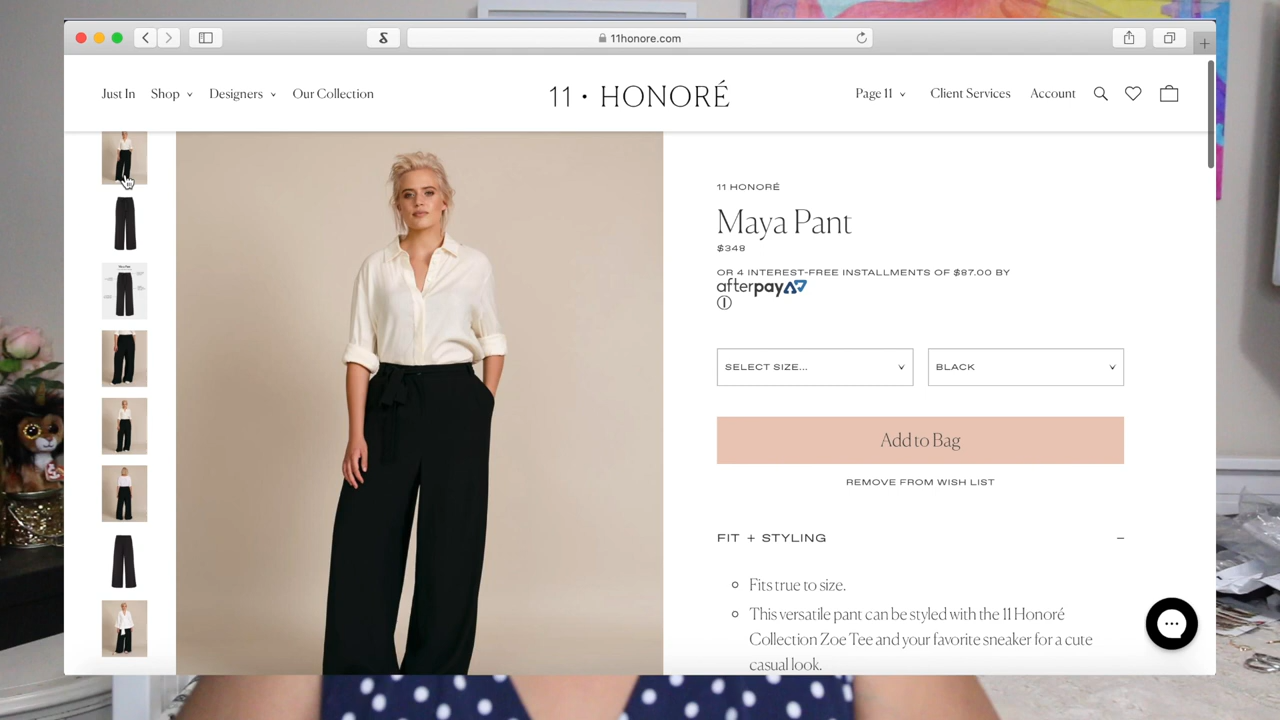 11honore.com
Just In Shop Designers Our Collection 11 • HONORÉ Page 11 Client Services Account
11 HONORÉ
Maya Pant
$348
OR 4 INTEREST-FREE INSTALLMENTS OF $87.00 BY
afterpay
SELECT SIZE... BLACK
Add to Bag
REMOVE FROM WISH LIST
FIT + STYLING
Fits true to size.
This versatile pant can be styled with the 11 Honoré
Collection Zoe Tee and your favorite sneaker for a cute
casual look.